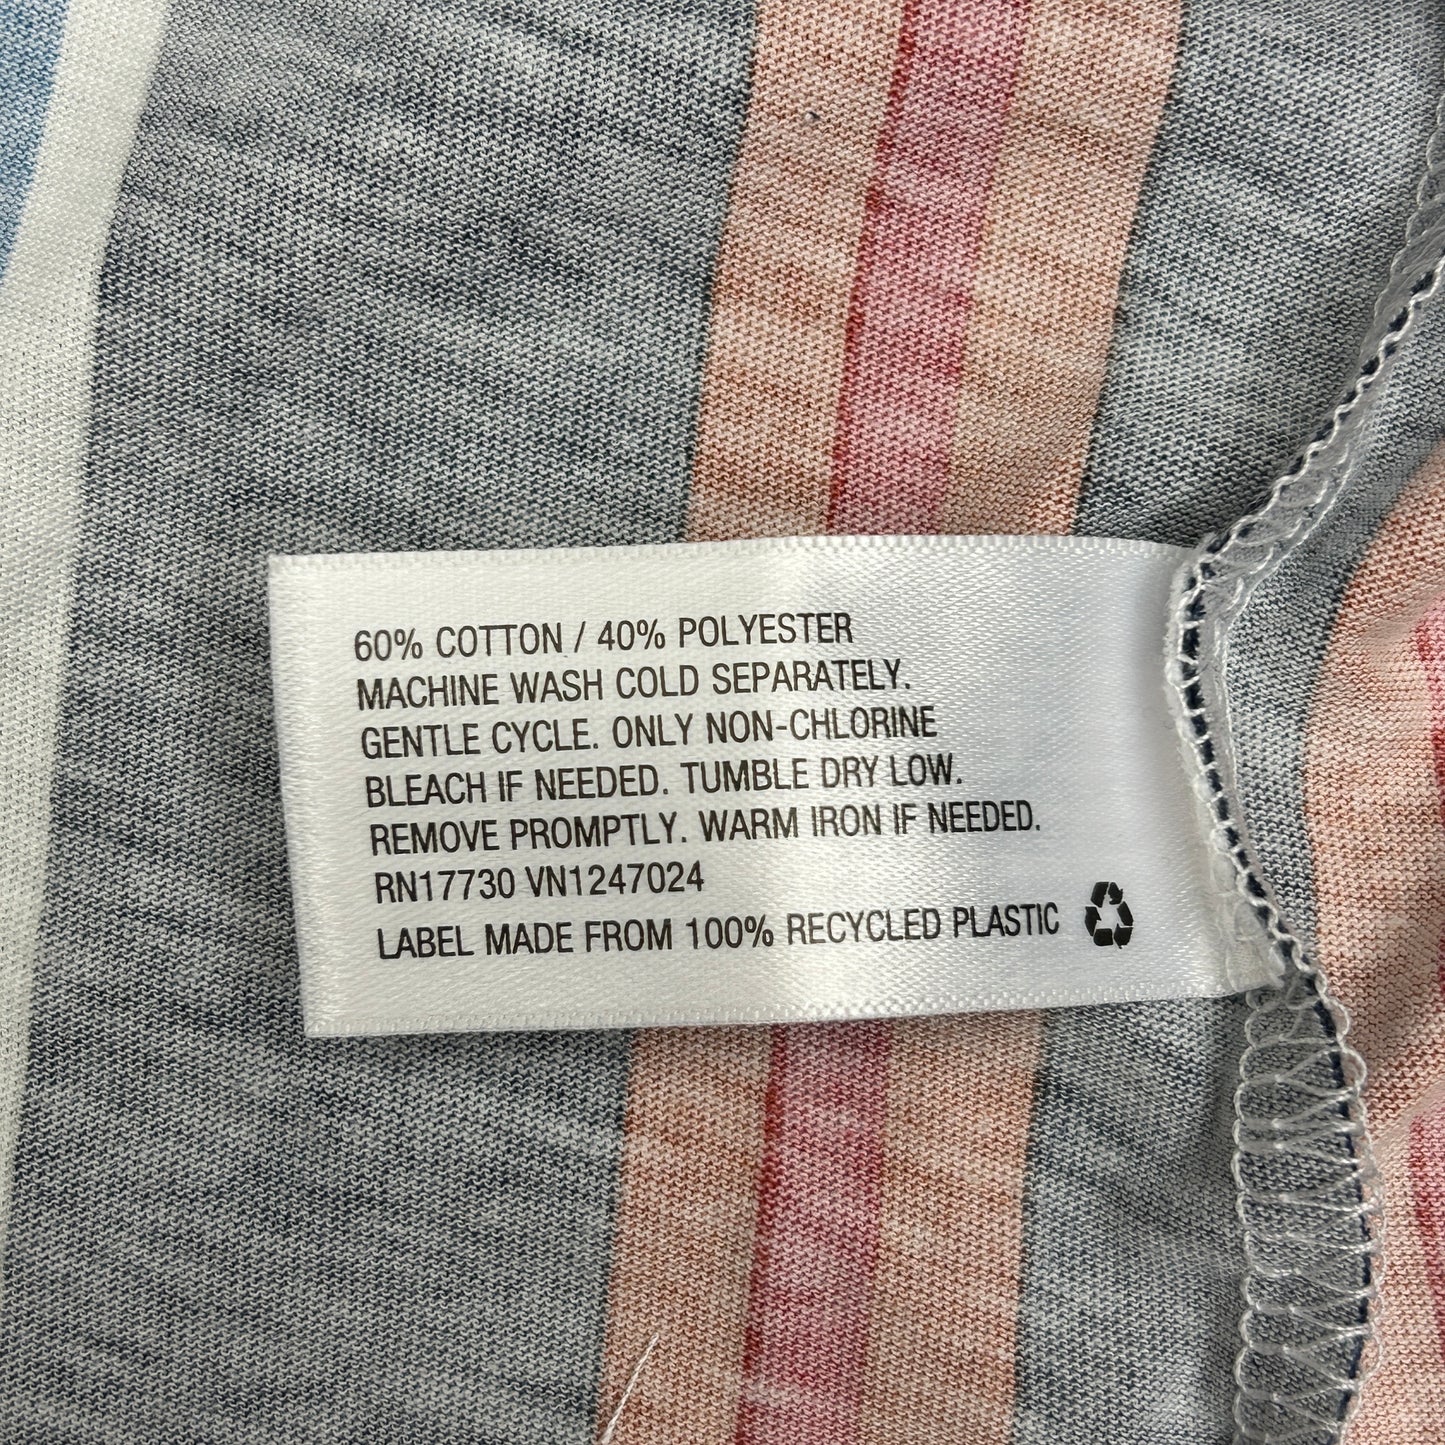 60% COTTON / 40% POLYESTER
MACHINE WASH COLD SEPARATELY.
GENTLE CYCLE. ONLY NON-CHLORINE
BLEACH IF NEEDED. TUMBLE DRY LOW.
REMOVE PROMPTLY. WARM IRON IF NEEDED.
RN17730 VN1247024
LABEL MADE FROM 100% RECYCLED PLASTIC